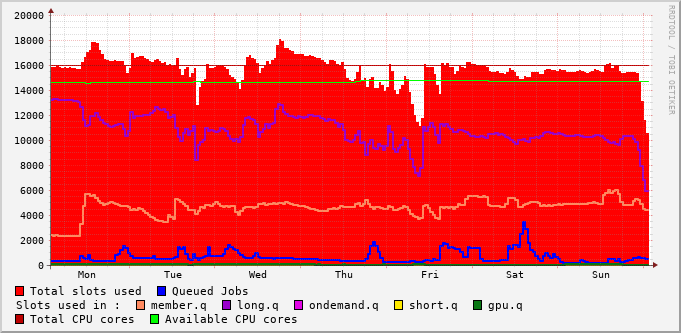 20000
18000
16000
14000
12000
10000
8000
6000
4000
2000
0
Mon Tue Wed Thu Fri Sat Sun
RRDTOOL / TOBI OETIKER
Total slots used Queued Jobs
Slots used in : member.q long.q ondemand.q short.q gpu.q
Total CPU cores Available CPU cores